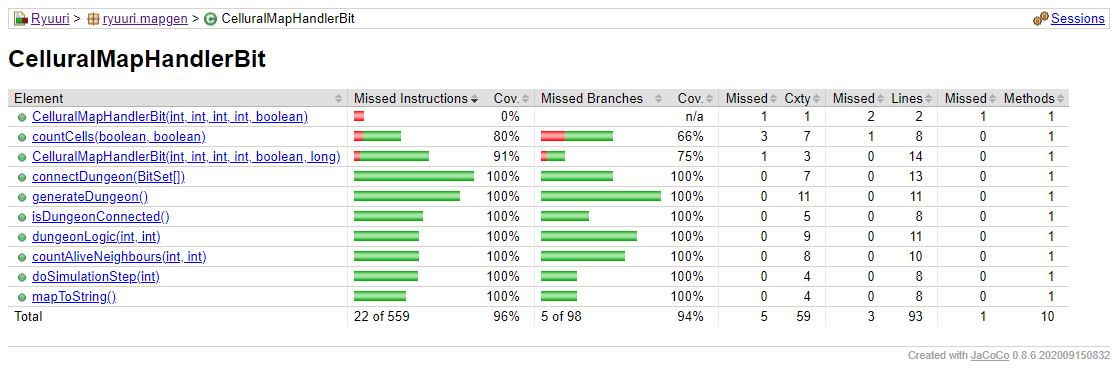 Ryuuri > ryuuri.mapgen > CelluralMapHandlerBit Sessions
CelluralMapHandlerBit
Element Missed Instructions Cov. Missed Branches Cov. Missed Cxty Missed Lines Missed Methods
CelluralMapHandlerBit(int, int, int, int, boolean) 0% n/a 1 1 2 2 1 1
countCells(boolean, boolean) 80% 66% 3 7 1 8 0 1
CelluralMapHandlerBit(int, int, int, int, boolean, long) 91% 75% 1 3 0 14 0 1
connectDungeon(BitSet[]) 100% 100% 0 7 0 13 0 1
generateDungeon() 100% 100% 0 11 0 11 0 1
isDungeonConnected() 100% 100% 0 5 0 8 0 1
dungeonLogic(int, int) 100% 100% 0 9 0 11 0 1
countAliveNeighbours(int, int) 100% 100% 0 8 0 10 0 1
doSimulationStep(int) 100% 100% 0 4 0 8 0 1
mapToString() 100% 100% 0 4 0 8 0 1
Total 22 of 559 96% 5 of 98 94% 5 59 3 93 1 10
Created with JaCoCo 0.8.6.202009150832